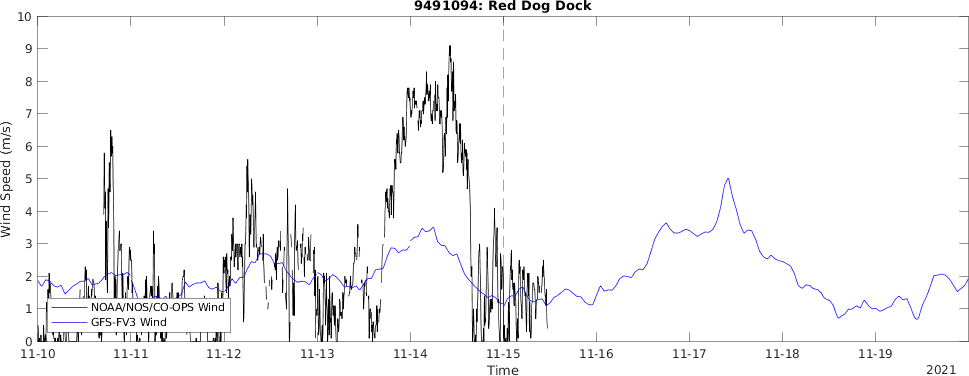 9491094: Red Dog Dock
Wind Speed (m/s)
10
9
8
7
6
5
4
3
2
1
0
NOAA/NOS/CO-OPS Wind
GFS-FV3 Wind
11-10 11-11 11-12 11-13 11-14 11-15 11-16 11-17 11-18 11-19
Time
2021